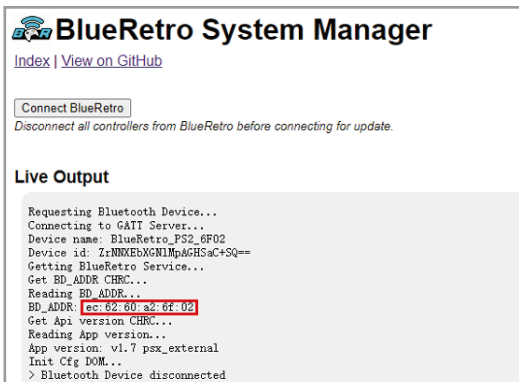 BlueRetro System Manager
Index | View on GitHub
Connect BlueRetro
Disconnect all controllers from BlueRetro before connecting for update.
Live Output
Requesting Bluetooth Device...
Connecting to GATT Server...
Device name: BlueRetro_PS2_6F02
Device id: ZrNNXEbXGNlMpAGHSaC+SQ==
Getting BlueRetro Service...
Get BD_ADDR CHRC...
Reading BD_ADDR...
BD_ADDR: ec:62:60:a2:6f:02
Get Api version CHRC...
Reading App version...
App version: v1.7 psx_external
Init Cfg DOM...
> Bluetooth Device disconnected